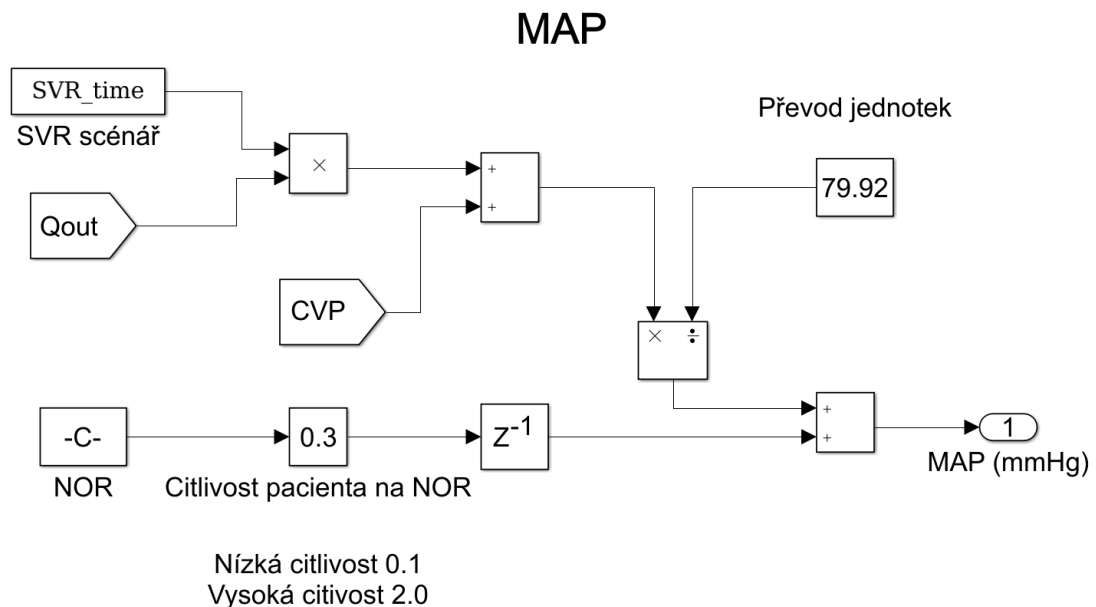 MAP
SVR_time
SVR scénář
Převod jednotek
×
+
+
79.92
Qout
CVP
× ÷
-C-
NOR
0.3
Citlivost pacienta na NOR
Z-1
+
+
1
MAP (mmHg)
Nízká citlivost 0.1
Vysoká citivost 2.0